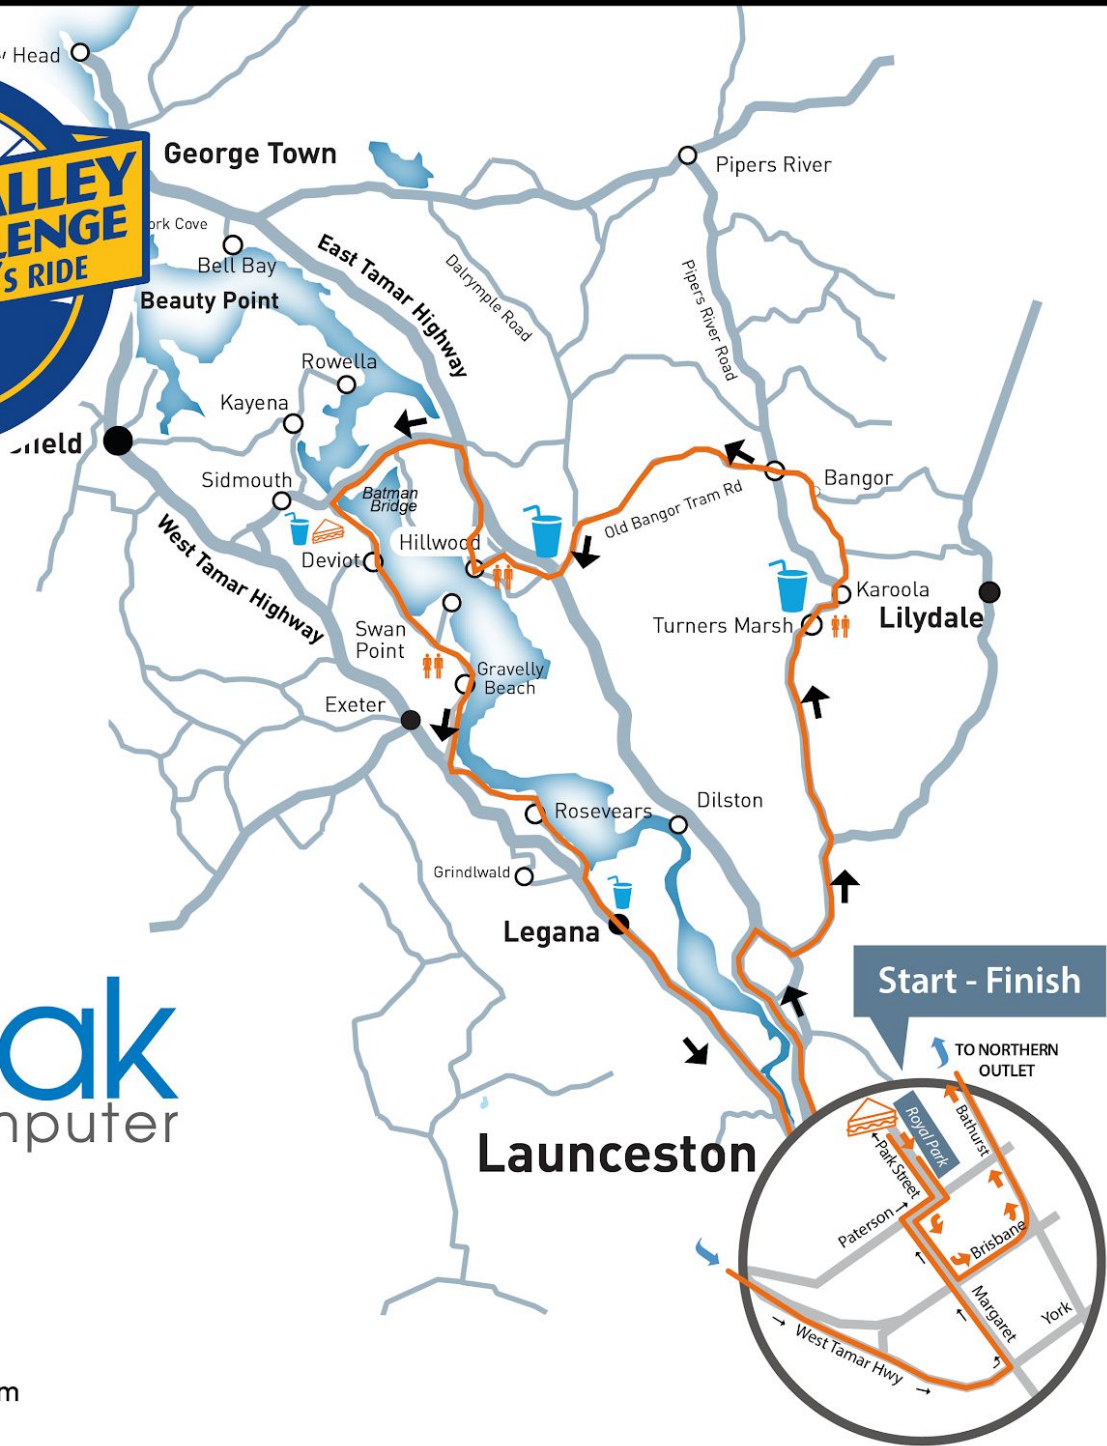 Head
George Town
Pipers River
ALLEY
LENGE
S RIDE
ork Cove
Bell Bay
Beauty Point
East Tamar Highway
Dalrymple Road
Pipers River Road
Rowella
Kayena
Sidmouth
Batman
Bridge
Old Bangor Tram Rd
Bangor
West Tamar Highway
Deviot
Hillwood
Karoola
Lilydale
Turners Marsh
Swan
Point
Gravelly
Beach
Exeter
Rosevears
Dilston
Grindlwald
Legana
Start - Finish
ak
mputer
TO NORTHERN
OUTLET
Launceston
Royal Park
Bathurst
Park Street
Paterson
Brisbane
Margaret
York
West Tamar Hwy
m